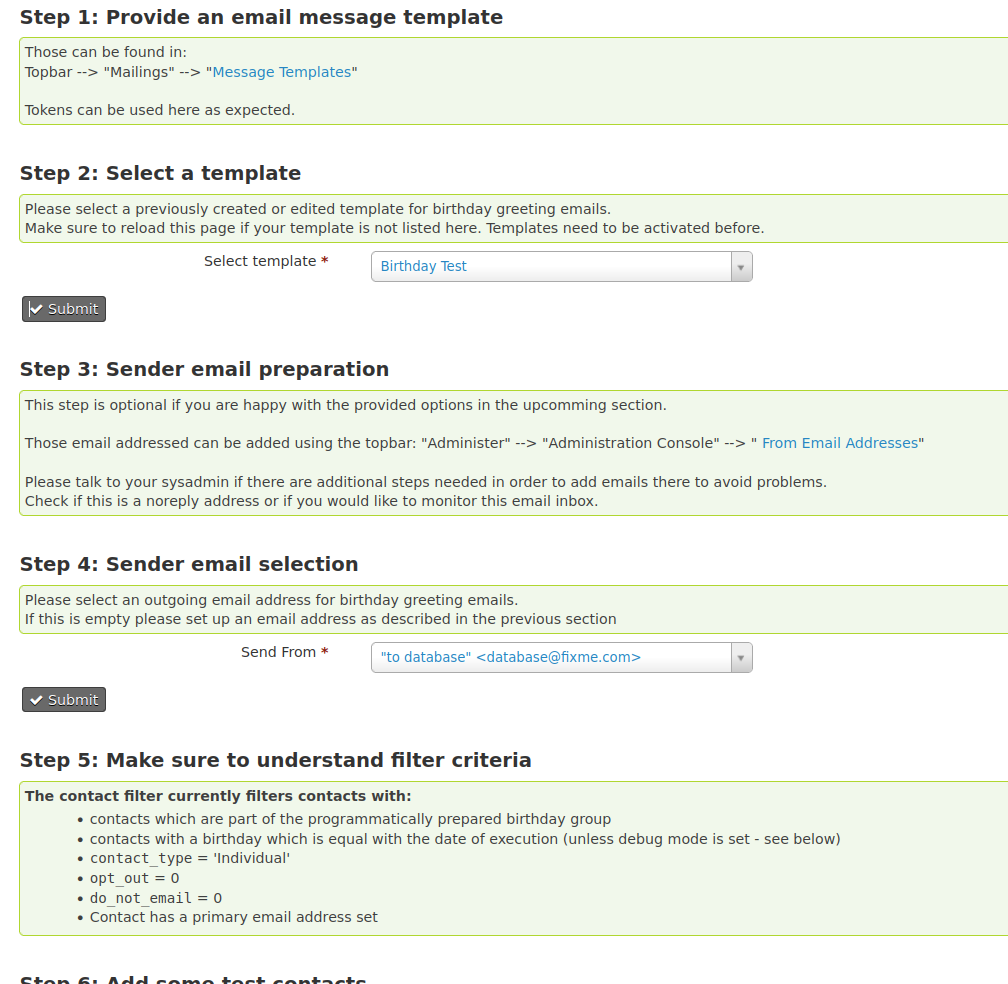 Step 1: Provide an email message template
Those can be found in:
Topbar --> "Mailings" --> "Message Templates"
Tokens can be used here as expected.
Step 2: Select a template
Please select a previously created or edited template for birthday greeting emails.
Make sure to reload this page if your template is not listed here. Templates need to be activated before.
Select template *
Birthday Test
Submit
Step 3: Sender email preparation
This step is optional if you are happy with the provided options in the upcomming section.
Those email addressed can be added using the topbar: "Administer" --> "Administration Console" --> " From Email Addresses"
Please talk to your sysadmin if there are additional steps needed in order to add emails there to avoid problems.
Check if this is a noreply address or if you would like to monitor this email inbox.
Step 4: Sender email selection
Please select an outgoing email address for birthday greeting emails.
If this is empty please set up an email address as described in the previous section
Send From *
"to database" <database@fixme.com>
Submit
Step 5: Make sure to understand filter criteria
The contact filter currently filters contacts with:
• contacts which are part of the programmatically prepared birthday group
• contacts with a birthday which is equal with the date of execution (unless debug mode is set - see below)
• contact_type = 'Individual'
• opt_out = 0
• do_not_email = 0
• Contact has a primary email address set
Step 6: Add some test contacts